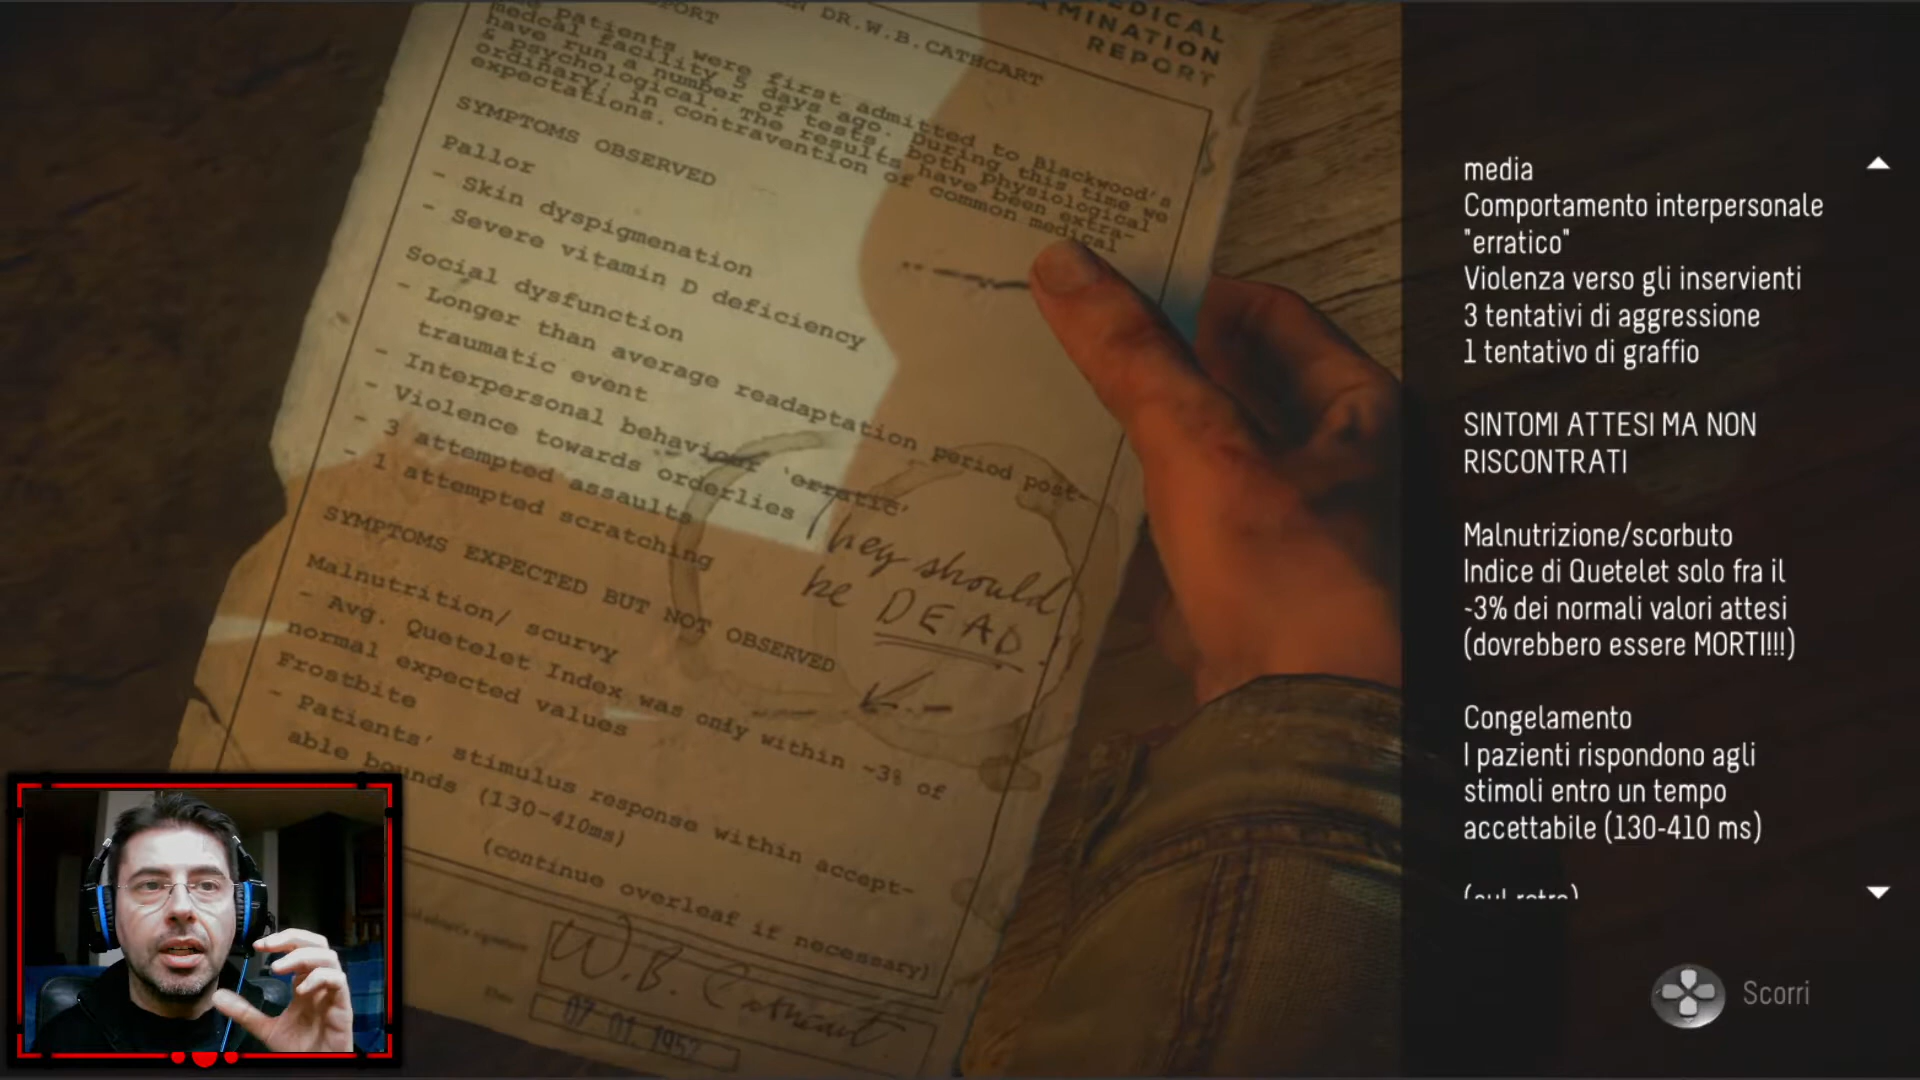 MEDICAL
EXAMINATION
REPORT
REPORT
DR.W.B.CATHCART
patients were first admitted to Blackwood's
medcal facility 5 days ago. During this time we
have run a number of tests, both Physiological
& psychological. The results have been extra-
ordinary, in contravention of common medical
expectations.
SYMPTOMS OBSERVED
Pallor
- Skin dyspigmenation
- Severe vitamin D deficiency
Social dysfunction
- Longer than average readaptation period post-
traumatic event
- Interpersonal behaviour 'erratic'
- Violence towards orderlies
- 3 attempted assaults
- 1 attempted scratching
They should
be DEAD.
SYMPTOMS EXPECTED BUT NOT OBSERVED
Malnutrition/ scurvy
- Avg. Quetelet Index was only within ~3% of
normal expected values
Frostbite
- Patients' stimulus response within accept-
able bounds (130-410ms)
(continue overleaf if necessary)
W.B. Cathcart
07 01 1957
media
Comportamento interpersonale
"erratico"
Violenza verso gli inservienti
3 tentativi di aggressione
1 tentativo di graffio
SINTOMI ATTESI MA NON
RISCONTRATI
Malnutrizione/scorbuto
Indice di Quetelet solo fra il
~3% dei normali valori attesi
(dovrebbero essere MORTI!!!)
Congelamento
I pazienti rispondono agli
stimoli entro un tempo
accettabile (130-410 ms)
(sul retro)
Scorri